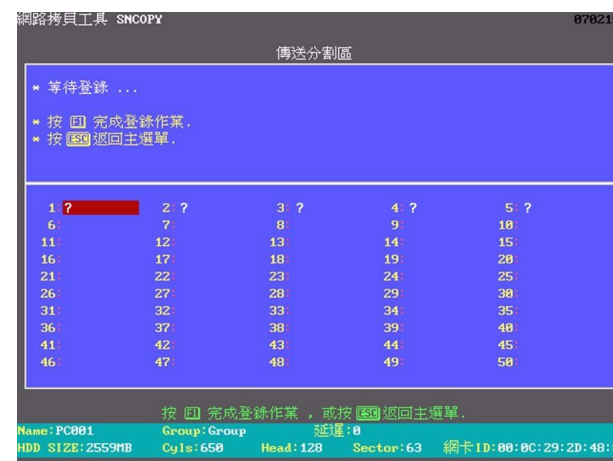 網路拷貝工具 SNCOPY 07021
傳送分割區
* 等待登錄 ...
* 按 F1 完成登錄作業.
* 按 ESC 返回主選單.
1: ? 2: ? 3: ? 4: ? 5: ?
6: 7: 8: 9: 10:
11: 12: 13: 14: 15:
16: 17: 18: 19: 20:
21: 22: 23: 24: 25:
26: 27: 28: 29: 30:
31: 32: 33: 34: 35:
36: 37: 38: 39: 40:
41: 42: 43: 44: 45:
46: 47: 48: 49: 50:
按 F1 完成登錄作業 , 或按 ESC 返回主選單.
Name:PC001 Group:Group 延遲:0
HDD SIZE:2559MB Cyls:650 Head:128 Sector:63 網卡ID:00:0C:29:2D:48: